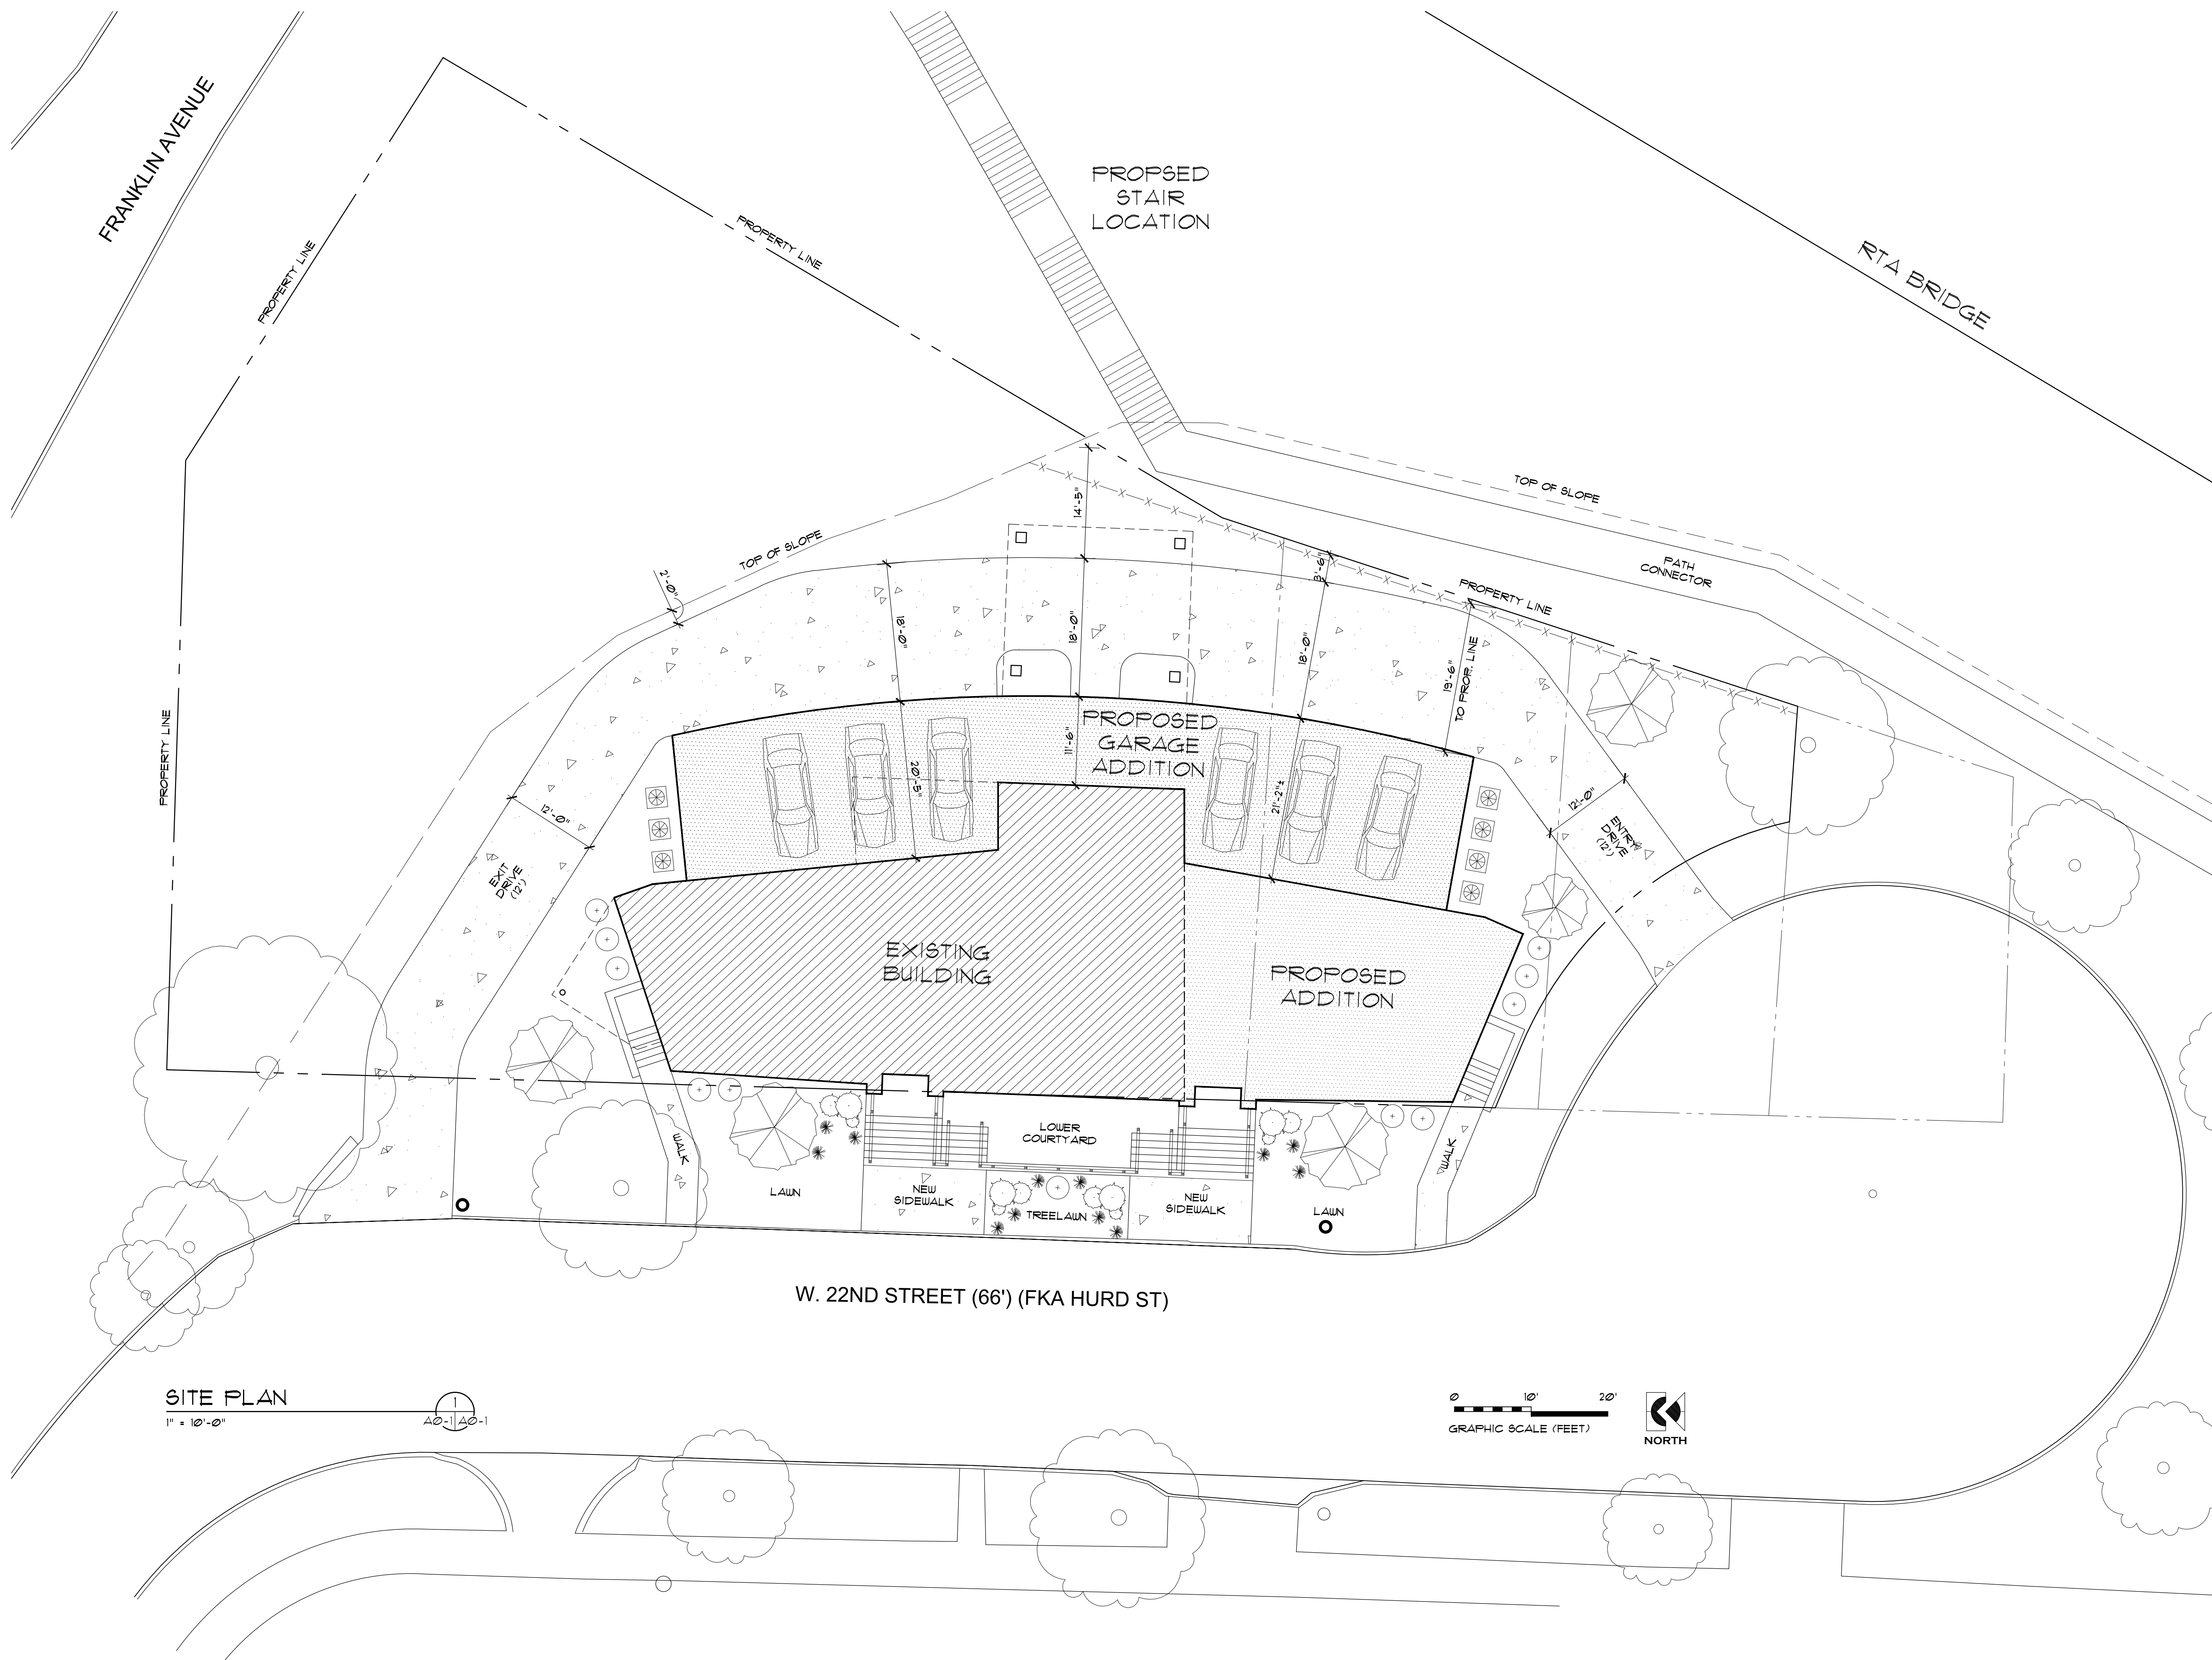 FRANKLIN AVENUE
PROPSED
STAIR
LOCATION
RTA BRIDGE
PROPERTY LINE
PROPERTY LINE
PROPERTY LINE
PROPERTY LINE
TOP OF SLOPE
TOP OF SLOPE
PATH
CONNECTOR
14'-5"
3'-6"
2'-0"
18'-0"
18'-0"
18'-0"
19'-6"
TO PROP. LINE
PROPOSED
GARAGE
ADDITION
11'-6"
20'-5"
21'-2"±
12'-0"
12'-0"
EXIT
DRIVE
(12')
ENTRY
DRIVE
(12')
EXISTING
BUILDING
PROPOSED
ADDITION
LOWER
COURTYARD
WALK
WALK
LAWN
NEW
SIDEWALK
TREELAWN
NEW
SIDEWALK
LAWN
W. 22ND STREET (66') (FKA HURD ST)
SITE PLAN
1" = 10'-0"
1
A0-1 A0-1
0 10' 20'
GRAPHIC SCALE (FEET)
NORTH